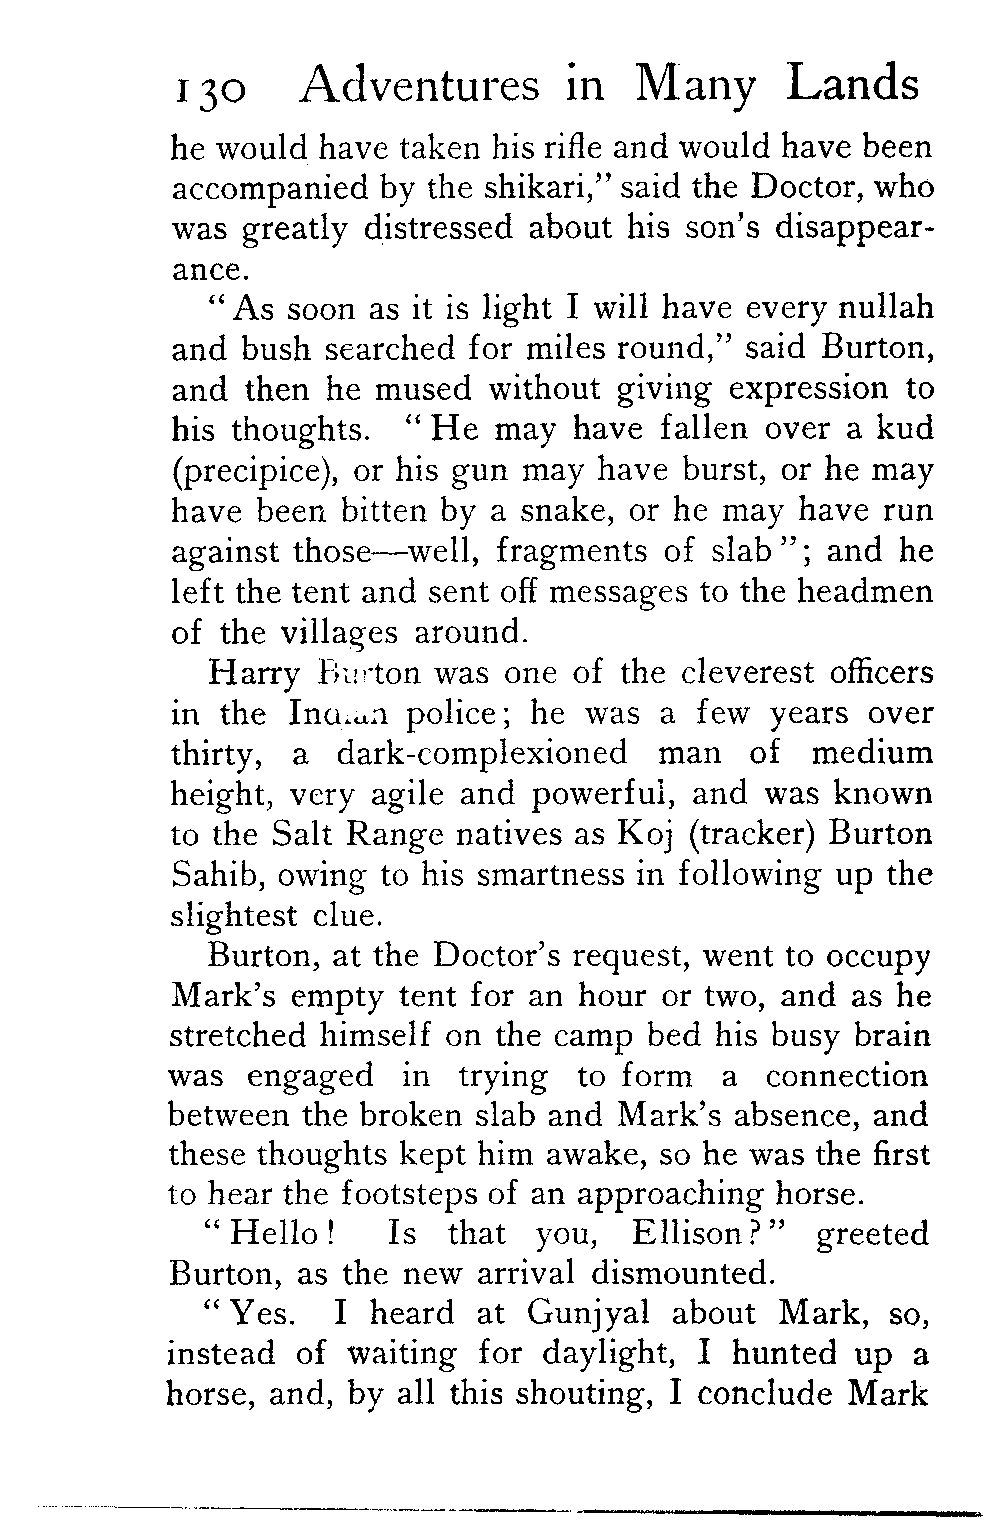 130 Adventures in Many Lands
he would have taken his rifle and would have been
accompanied by the shikari," said the Doctor, who
was greatly distressed about his son's disappear-
ance.
"As soon as it is light I will have every nullah
and bush searched for miles round," said Burton,
and then he mused without giving expression to
his thoughts. "He may have fallen over a kud
(precipice), or his gun may have burst, or he may
have been bitten by a snake, or he may have run
against those—well, fragments of slab"; and he
left the tent and sent off messages to the headmen
of the villages around.
Harry Burton was one of the cleverest officers
in the Indian police; he was a few years over
thirty, a dark-complexioned man of medium
height, very agile and powerful, and was known
to the Salt Range natives as Koj (tracker) Burton
Sahib, owing to his smartness in following up the
slightest clue.
Burton, at the Doctor's request, went to occupy
Mark's empty tent for an hour or two, and as he
stretched himself on the camp bed his busy brain
was engaged in trying to form a connection
between the broken slab and Mark's absence, and
these thoughts kept him awake, so he was the first
to hear the footsteps of an approaching horse.
"Hello! Is that you, Ellison?" greeted
Burton, as the new arrival dismounted.
"Yes. I heard at Gunjyal about Mark, so,
instead of waiting for daylight, I hunted up a
horse, and, by all this shouting, I conclude Mark